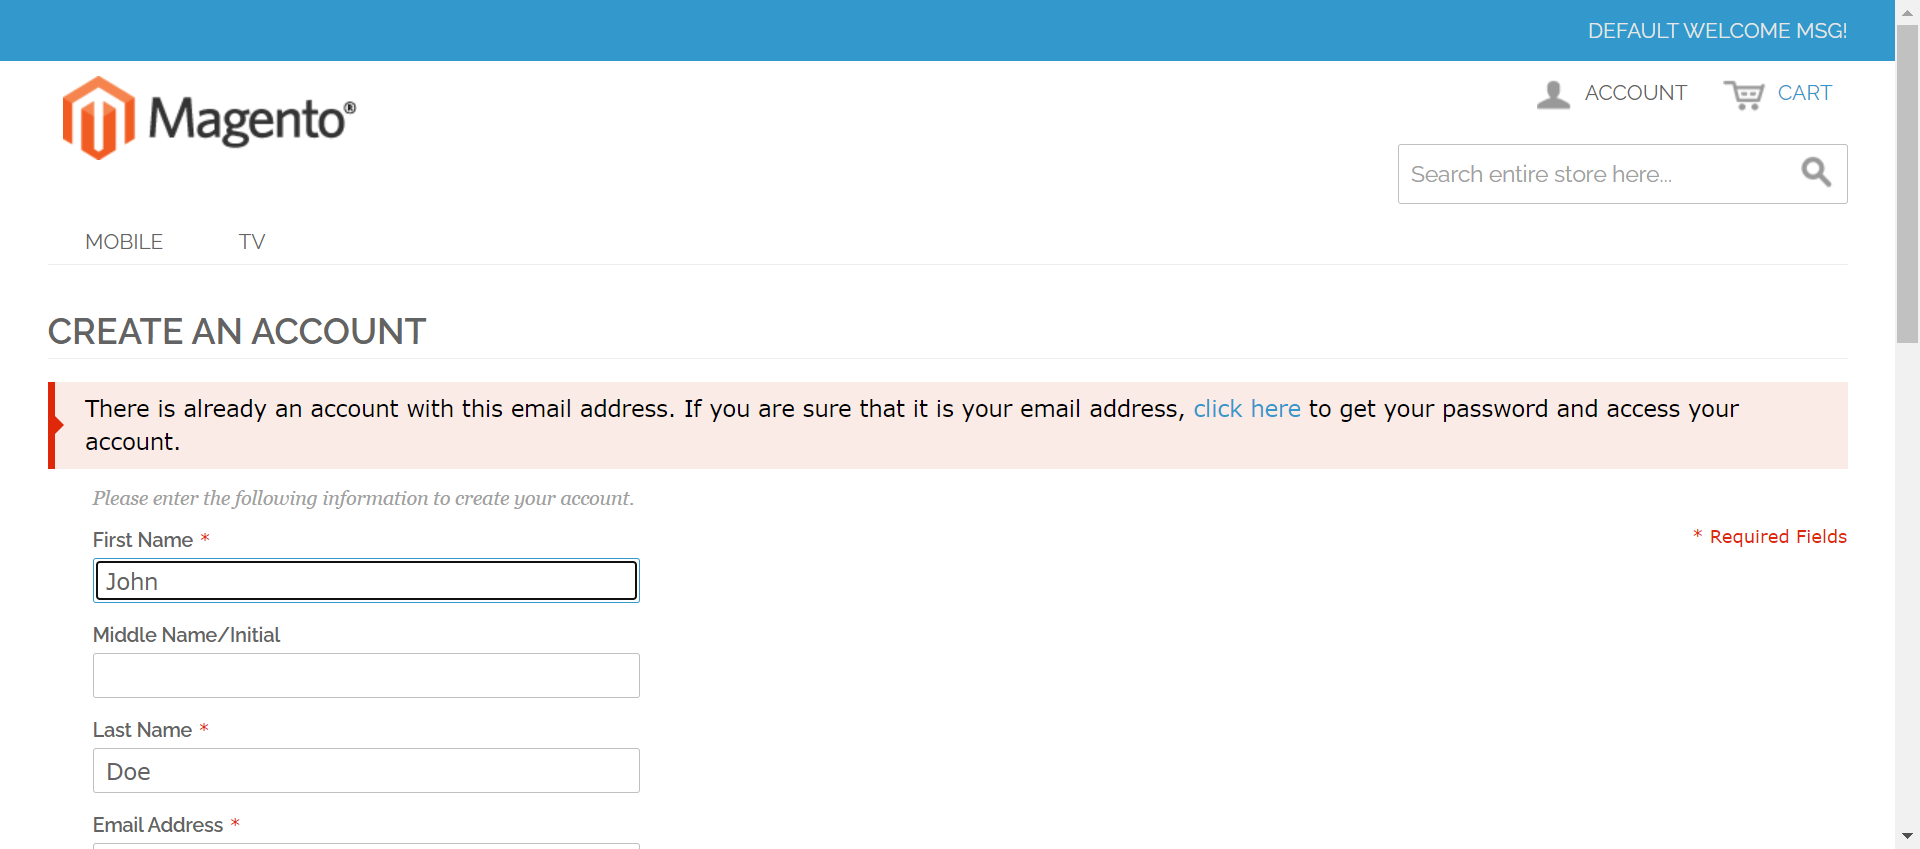 DEFAULT WELCOME MSG!
Magento®
ACCOUNT
CART
Search entire store here...
MOBILE
TV
CREATE AN ACCOUNT
There is already an account with this email address. If you are sure that it is your email address, click here to get your password and access your
account.
Please enter the following information to create your account.
First Name *
* Required Fields
John
Middle Name/Initial
Last Name *
Doe
Email Address *